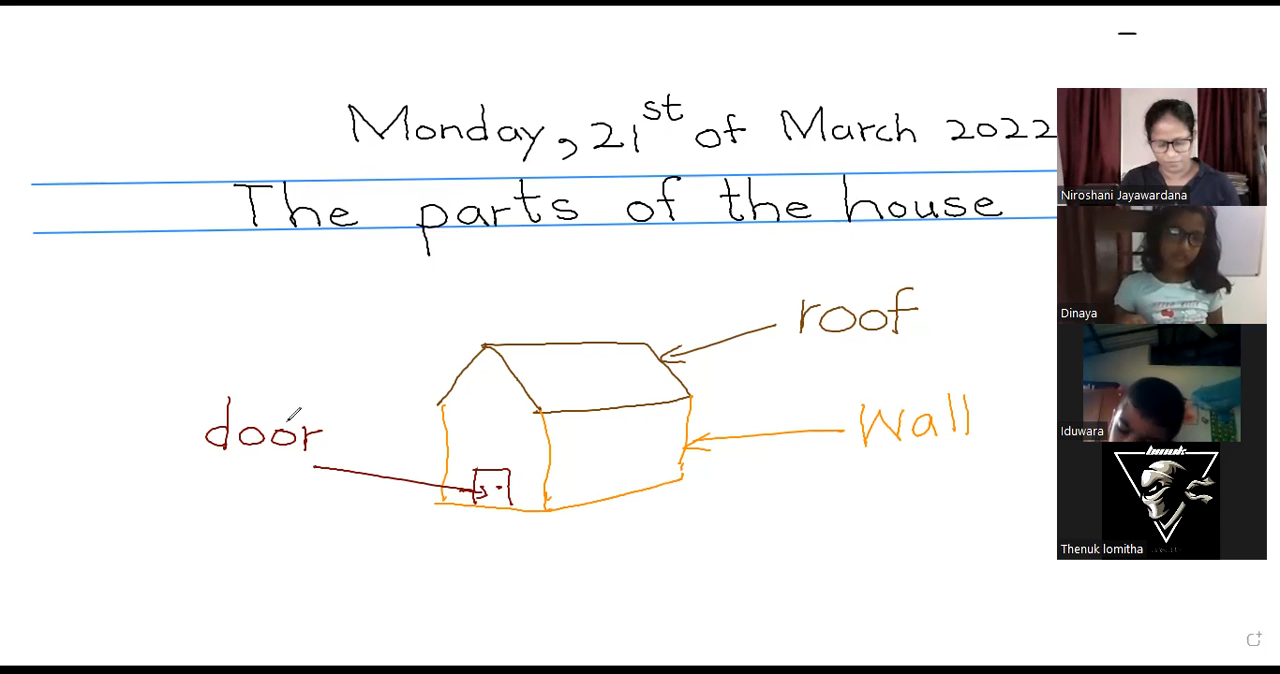 Monday, 21st of March 2022
The parts of the house
roof
door
Wall
Niroshani Jayawardana
Dinaya
Iduwara
Thenuk lomitha